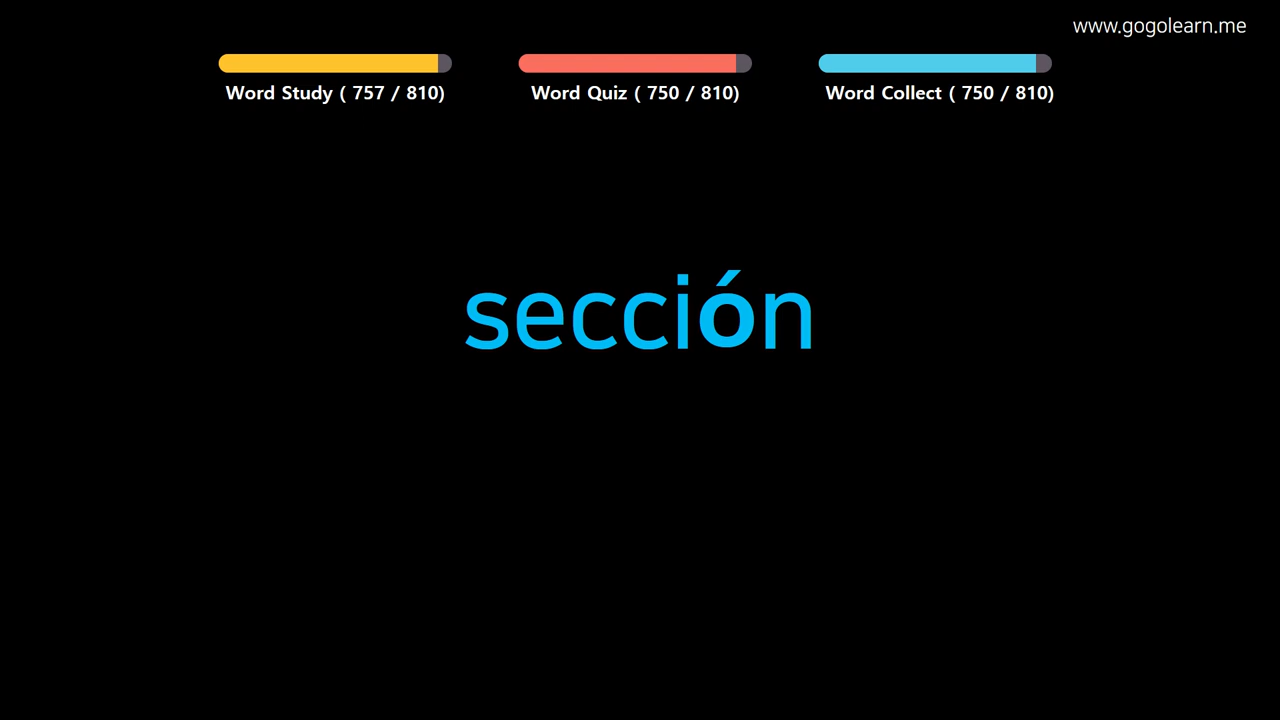 www.gogolearn.me
Word Study ( 757 / 810)
Word Quiz ( 750 / 810)
Word Collect ( 750 / 810)
sección